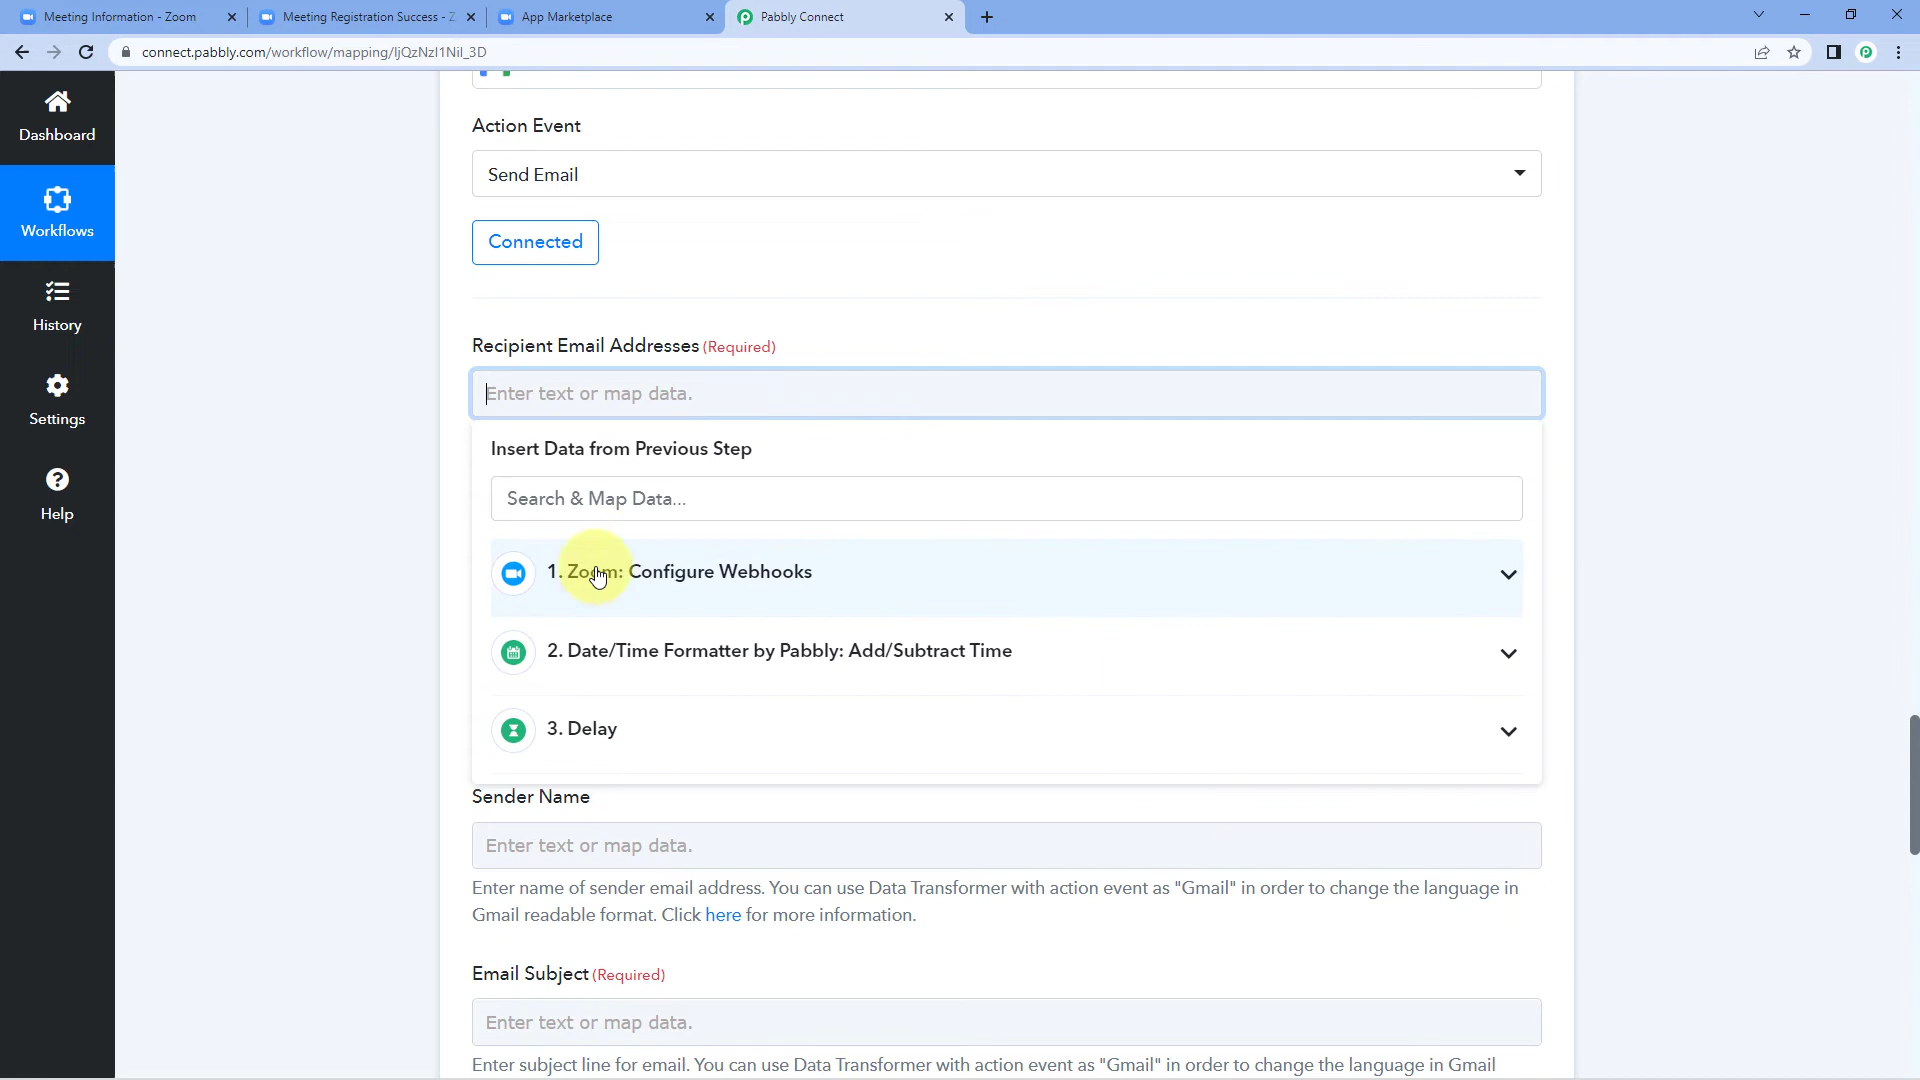 Meeting Information - Zoom
Meeting Registration Success - Z
App Marketplace
Pabbly Connect
connect.pabbly.com/workflow/mapping/IjQzNzI1NiI_3D
Dashboard
Workflows
History
Settings
Help
Action Event
Send Email
Connected
Recipient Email Addresses (Required)
Enter text or map data.
Insert Data from Previous Step
Search & Map Data...
1. Zoom: Configure Webhooks
2. Date/Time Formatter by Pabbly: Add/Subtract Time
3. Delay
Sender Name
Enter text or map data.
Enter name of sender email address. You can use Data Transformer with action event as "Gmail" in order to change the language in
Gmail readable format. Click here for more information.
Email Subject (Required)
Enter text or map data.
Enter subject line for email. You can use Data Transformer with action event as "Gmail" in order to change the language in Gmail